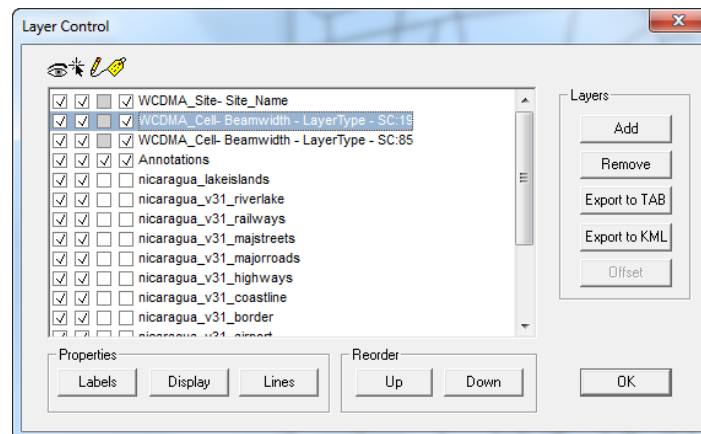 Layer Control
WCDMA_Site- Site_Name
WCDMA_Cell- Beamwidth - LayerType - SC:19
WCDMA_Cell- Beamwidth - LayerType - SC:85
Annotations
nicaragua_lakeislands
nicaragua_v31_riverlake
nicaragua_v31_railways
nicaragua_v31_majstreets
nicaragua_v31_majorroads
nicaragua_v31_highways
nicaragua_v31_coastline
nicaragua_v31_border
nicaragua_v31_airport
Layers
Add
Remove
Export to TAB
Export to KML
Offset
Properties
Labels Display Lines
Reorder
Up Down
OK